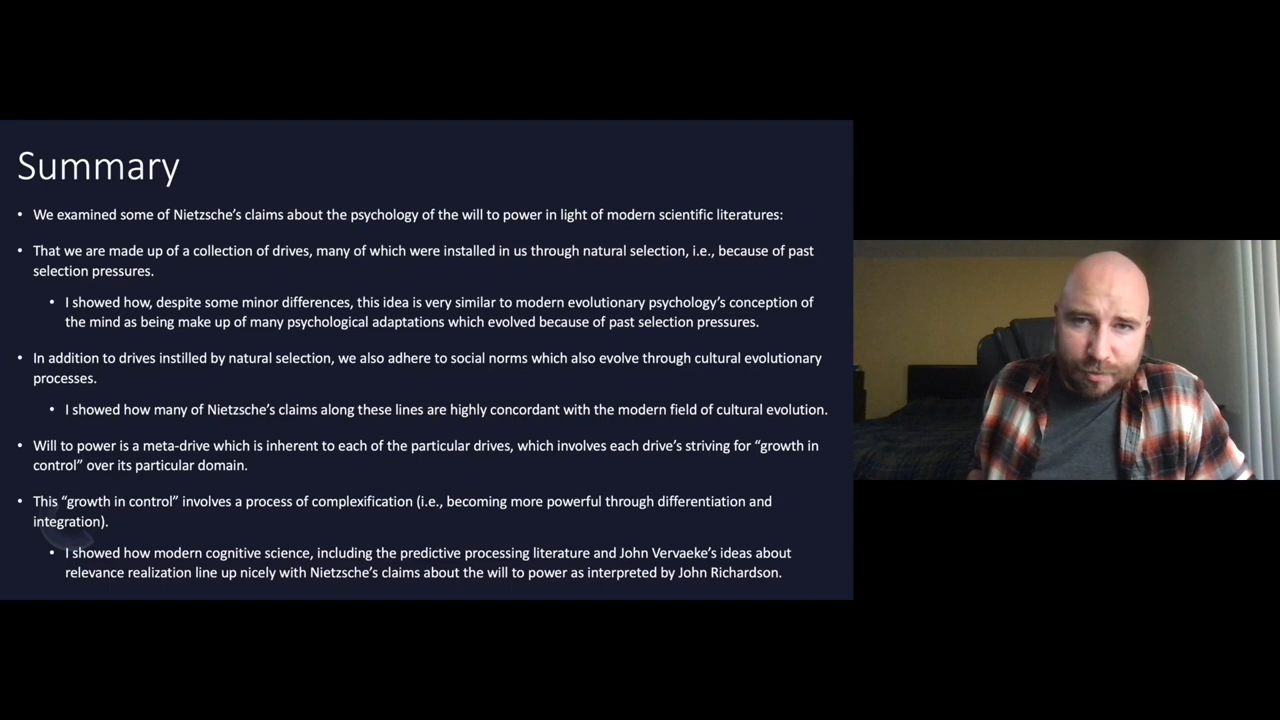 Summary
• We examined some of Nietzsche's claims about the psychology of the will to power in light of modern scientific literatures:
• That we are made up of a collection of drives, many of which were installed in us through natural selection, i.e., because of past
selection pressures.
• I showed how, despite some minor differences, this idea is very similar to modern evolutionary psychology's conception of
the mind as being make up of many psychological adaptations which evolved because of past selection pressures.
• In addition to drives instilled by natural selection, we also adhere to social norms which also evolve through cultural evolutionary
processes.
• I showed how many of Nietzsche's claims along these lines are highly concordant with the modern field of cultural evolution.
• Will to power is a meta-drive which is inherent to each of the particular drives, which involves each drive's striving for “growth in
control” over its particular domain.
• This “growth in control” involves a process of complexification (i.e., becoming more powerful through differentiation and
integration).
• I showed how modern cognitive science, including the predictive processing literature and John Vervaeke's ideas about
relevance realization line up nicely with Nietzsche's claims about the will to power as interpreted by John Richardson.